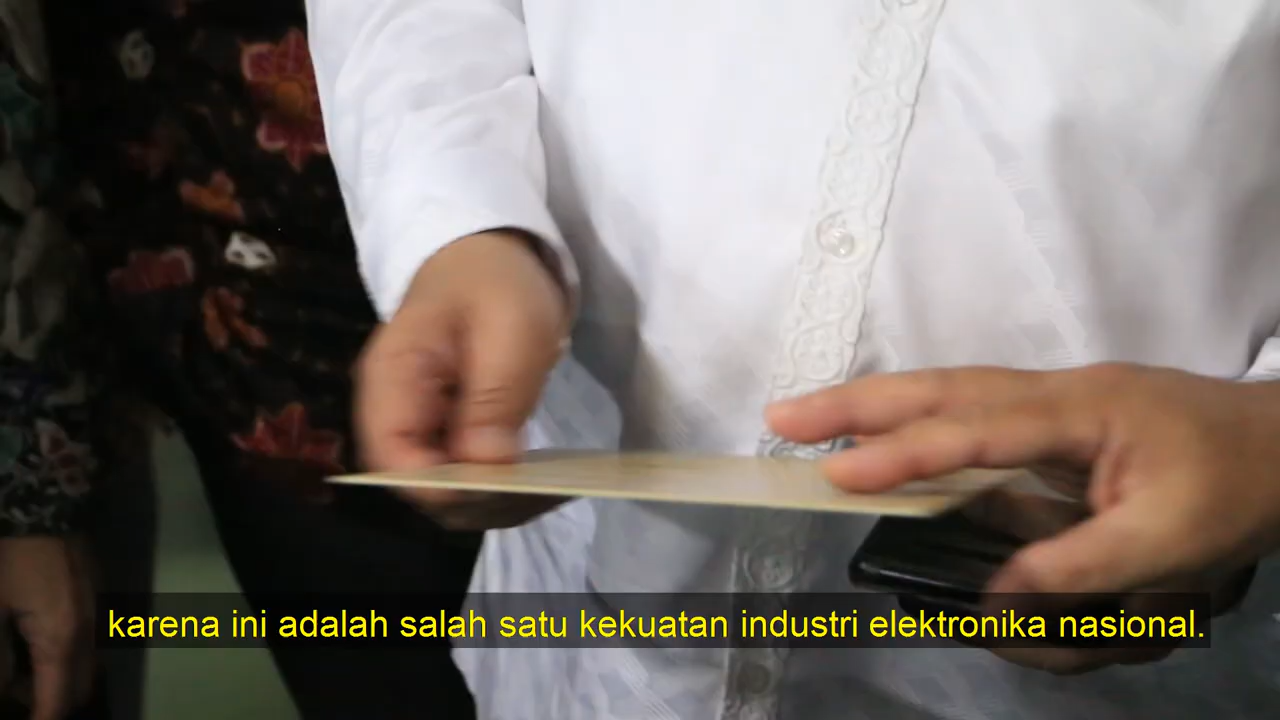 karena ini adalah salah satu kekuatan industri elektronika nasional.